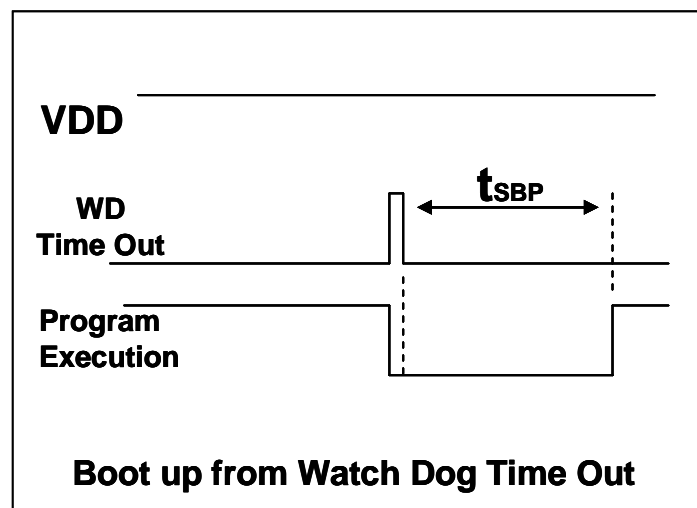 VDD
tSBP
WD
Time Out
Program
Execution
Boot up from Watch Dog Time Out